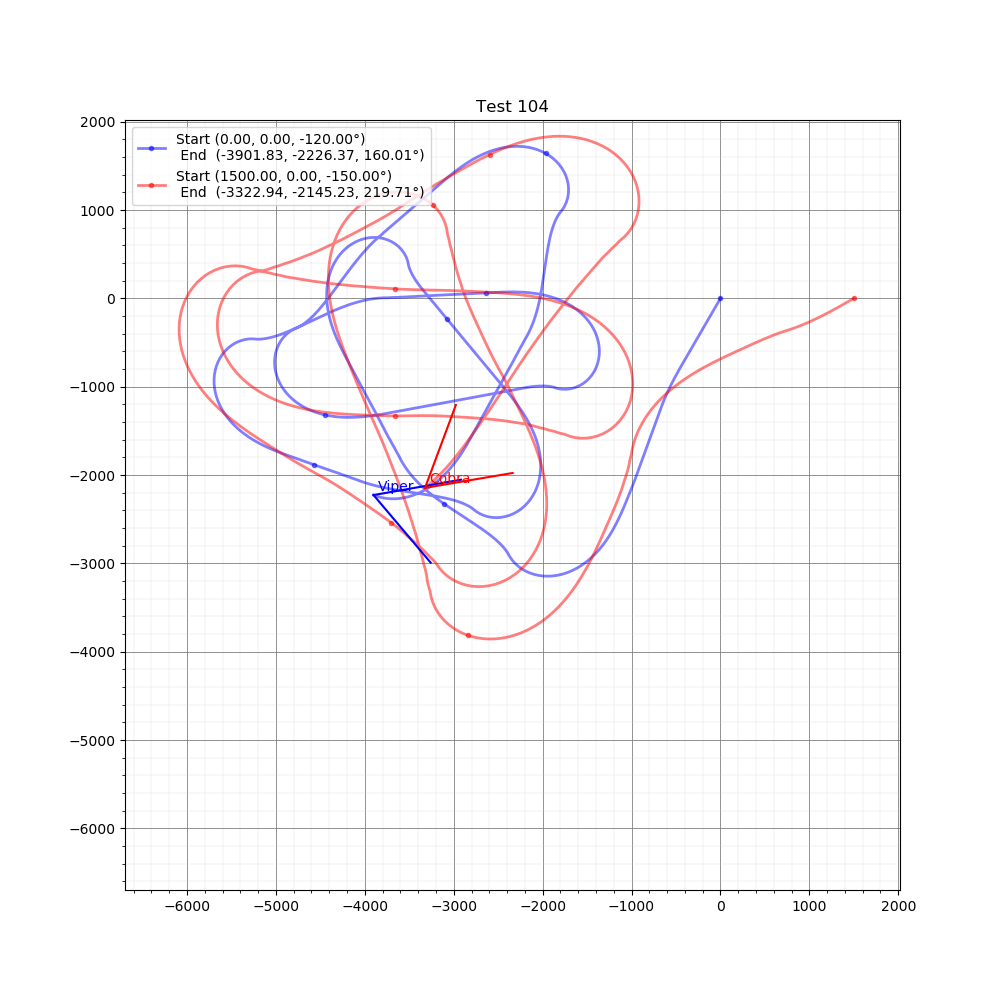 Test 104
Start (0.00, 0.00, -120.00°)
End (-3901.83, -2226.37, 160.01°)
Start (1500.00, 0.00, -150.00°)
End (-3322.94, -2145.23, 219.71°)
2000
1000
0
−1000
−2000
−3000
−4000
−5000
−6000
Viper
Cobra
−6000 −5000 −4000 −3000 −2000 −1000 0 1000 2000